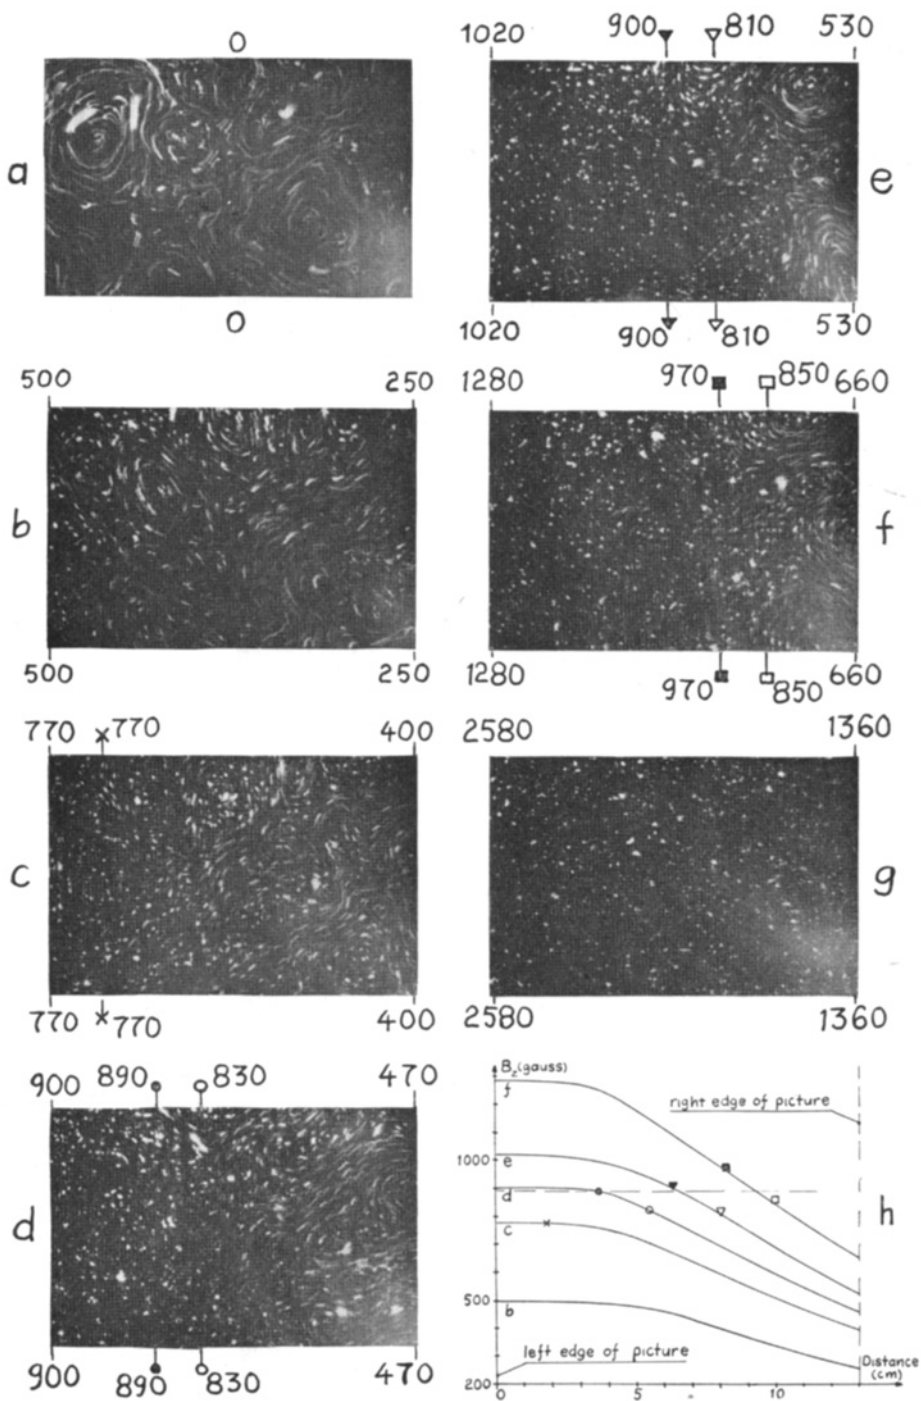 0
a
0
500 250
b
500 250
770 770 400
c
770 770 400
900 890 830 470
d
900 890 830 470
1020 900 810 530
e
1020 900 810 530
1280 970 850 660
f
1280 970 850 660
2580 1360
g
2580 1360
Bz (gauss)
f
right edge of picture
1000
e
d
h
c
500
b
left edge of picture
Distance
(cm)
200
0 5 10